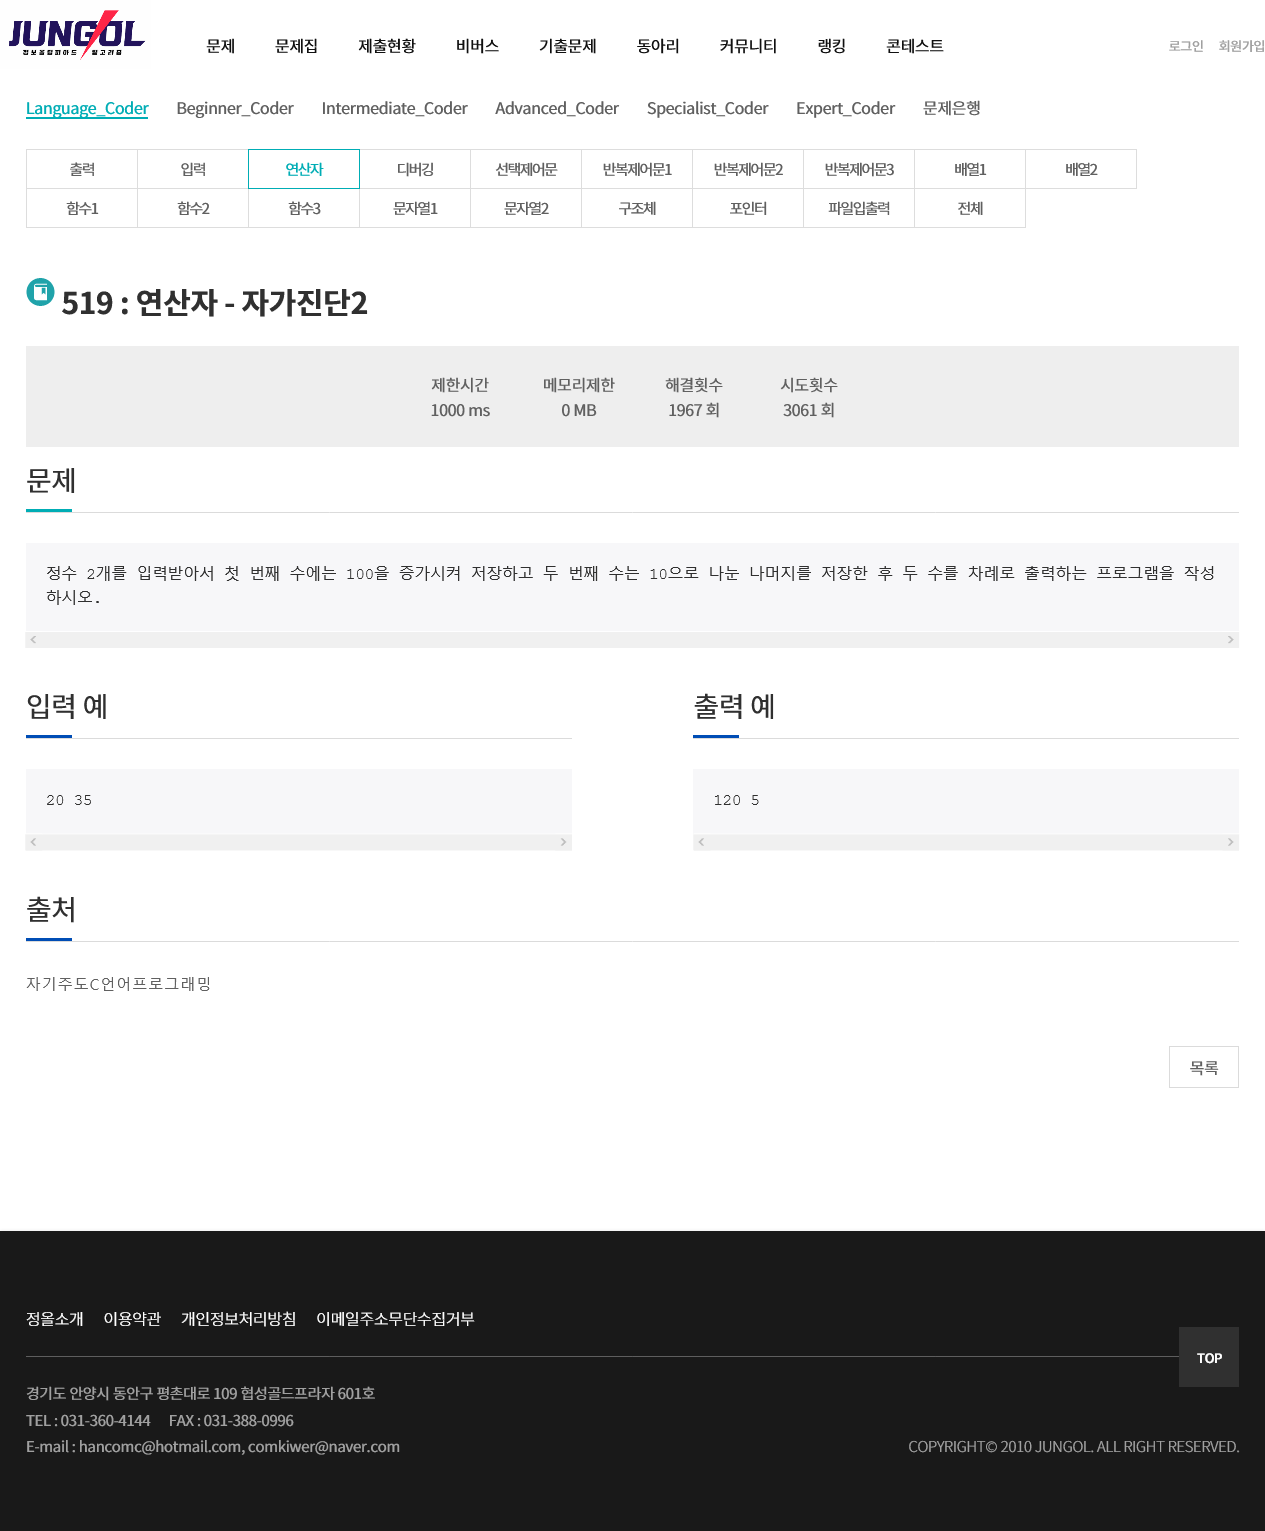 JUNGOL
정보올림피아드 알고리즘
문제 문제집 제출현황 비버스 기출문제 동아리 커뮤니티 랭킹 콘테스트 로그인 회원가입
Language_Coder Beginner_Coder Intermediate_Coder Advanced_Coder Specialist_Coder Expert_Coder 문제은행
출력 입력 연산자 디버깅 선택제어문 반복제어문1 반복제어문2 반복제어문3 배열1 배열2
함수1 함수2 함수3 문자열1 문자열2 구조체 포인터 파일입출력 전체
519 : 연산자 - 자가진단2
제한시간 메모리제한 해결횟수 시도횟수
1000 ms 0 MB 1967 회 3061 회
문제
정수 2개를 입력받아서 첫 번째 수에는 100을 증가시켜 저장하고 두 번째 수는 10으로 나눈 나머지를 저장한 후 두 수를 차례로 출력하는 프로그램을 작성
하시오.
입력 예 출력 예
20 35 120 5
출처
자기주도C언어프로그래밍
목록
정올소개 이용약관 개인정보처리방침 이메일주소무단수집거부
TOP
경기도 안양시 동안구 평촌대로 109 협성골드프라자 601호
TEL : 031-360-4144 FAX : 031-388-0996
E-mail : hancomc@hotmail.com, comkiwer@naver.com COPYRIGHT© 2010 JUNGOL. ALL RIGHT RESERVED.